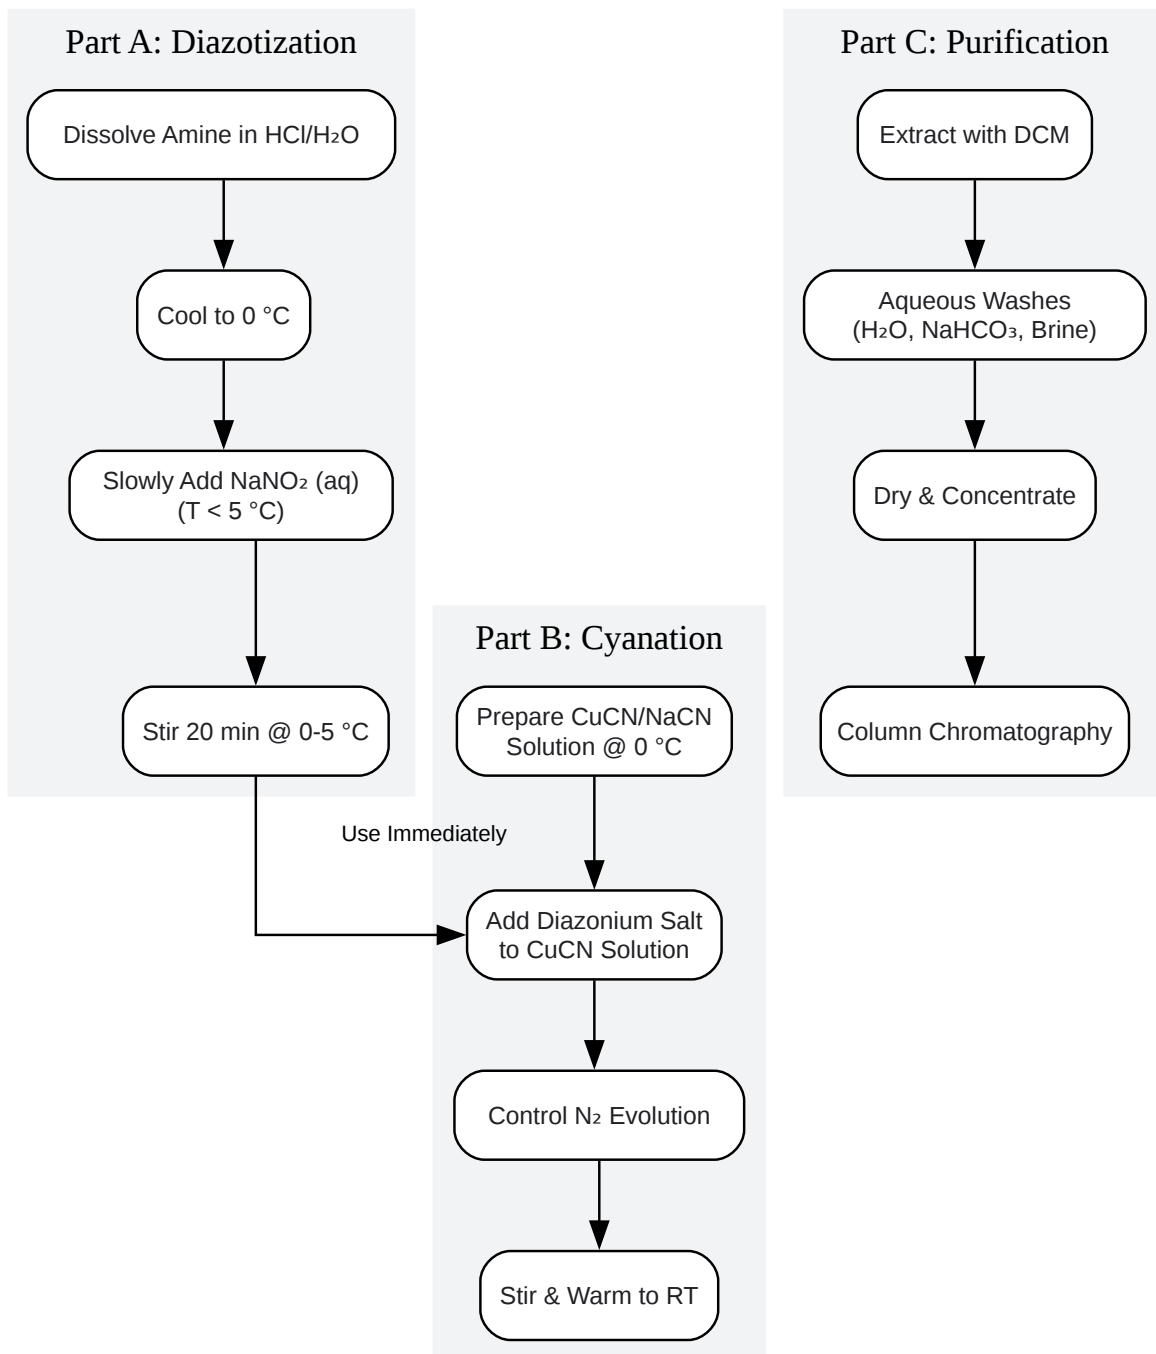 Part A: Diazotization
Dissolve Amine in HCl/H₂O
Cool to 0 °C
Slowly Add NaNO₂ (aq)
(T < 5 °C)
Stir 20 min @ 0-5 °C
Use Immediately
Part B: Cyanation
Prepare CuCN/NaCN
Solution @ 0 °C
Add Diazonium Salt
to CuCN Solution
Control N₂ Evolution
Stir & Warm to RT
Part C: Purification
Extract with DCM
Aqueous Washes
(H₂O, NaHCO₃, Brine)
Dry & Concentrate
Column Chromatography